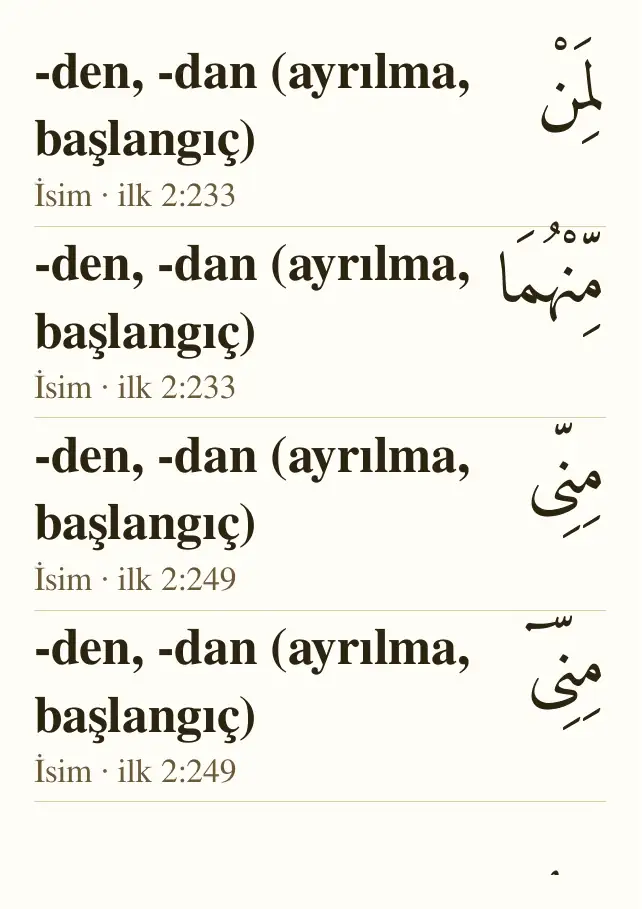 -den, -dan (ayrılma, لِمَنْ
başlangıç)
İsim · ilk 2:233
-den, -dan (ayrılma, مِّنْهُمَا
başlangıç)
İsim · ilk 2:233
-den, -dan (ayrılma, مِنِّى
başlangıç)
İsim · ilk 2:249
-den, -dan (ayrılma, مِنِّىٓ
başlangıç)
İsim · ilk 2:249